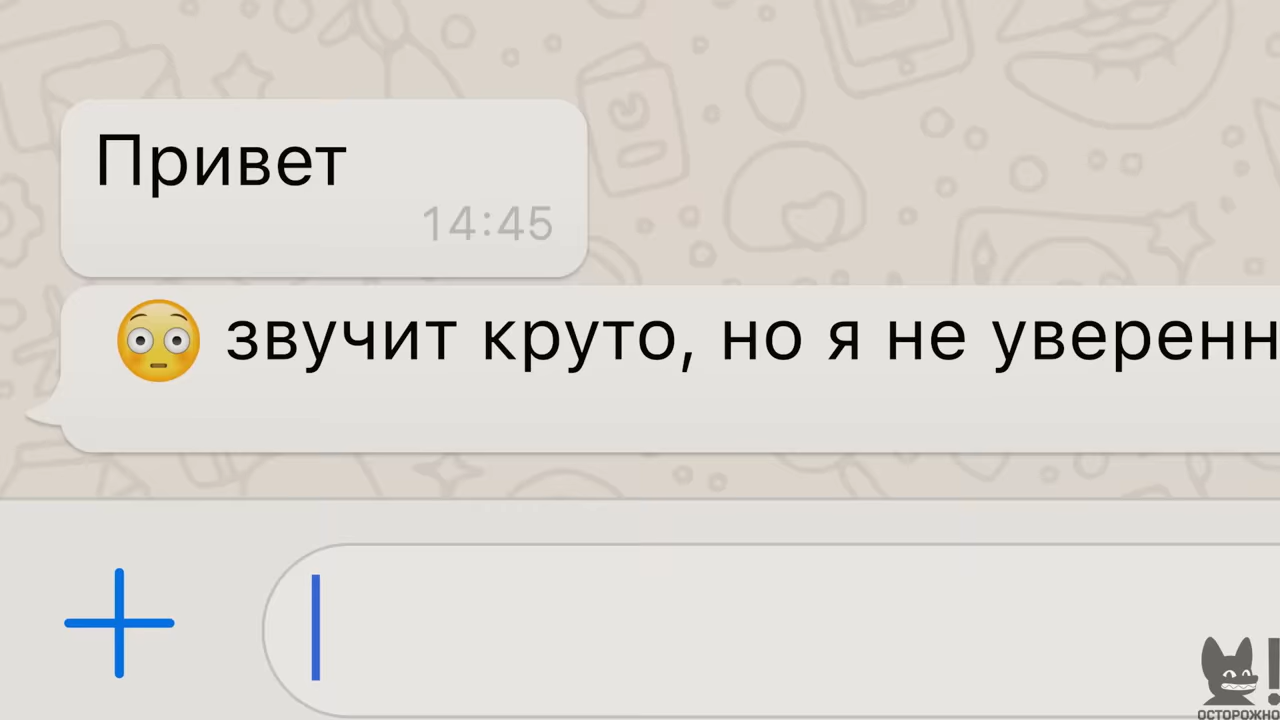 Привет
14:45
😳 звучит круто, но я не уверенн
!
ОСТОРОЖНО